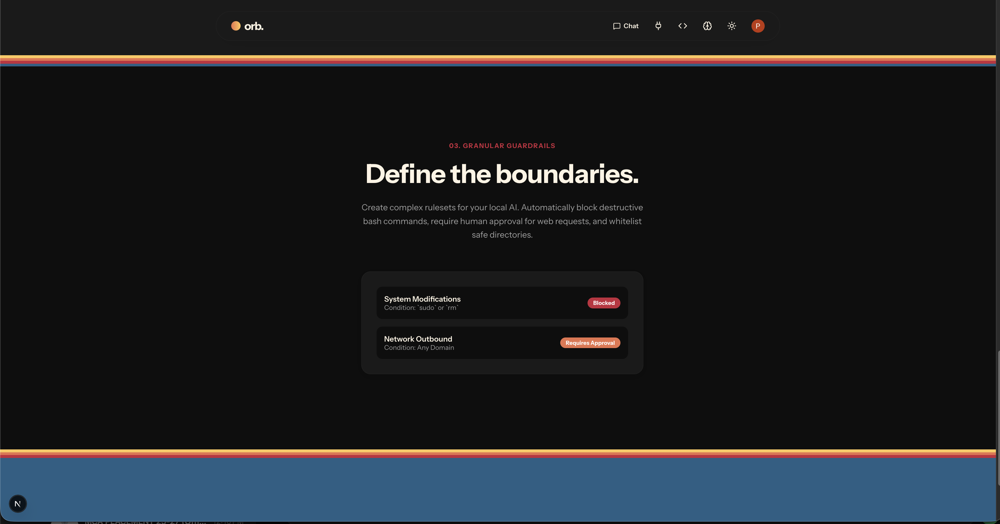 orb.
Chat
P
03. GRANULAR GUARDRAILS
Define the boundaries.
Create complex rulesets for your local AI. Automatically block destructive
bash commands, require human approval for web requests, and whitelist
safe directories.
System Modifications
Condition: `sudo` or `rm`
Blocked
Network Outbound
Condition: Any Domain
Requires Approval
N